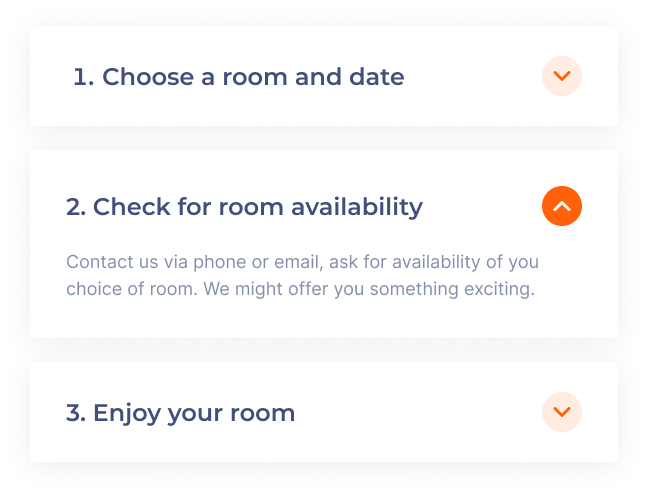 1. Choose a room and date
2. Check for room availability
Contact us via phone or email, ask for availability of you
choice of room. We might offer you something exciting.
3. Enjoy your room